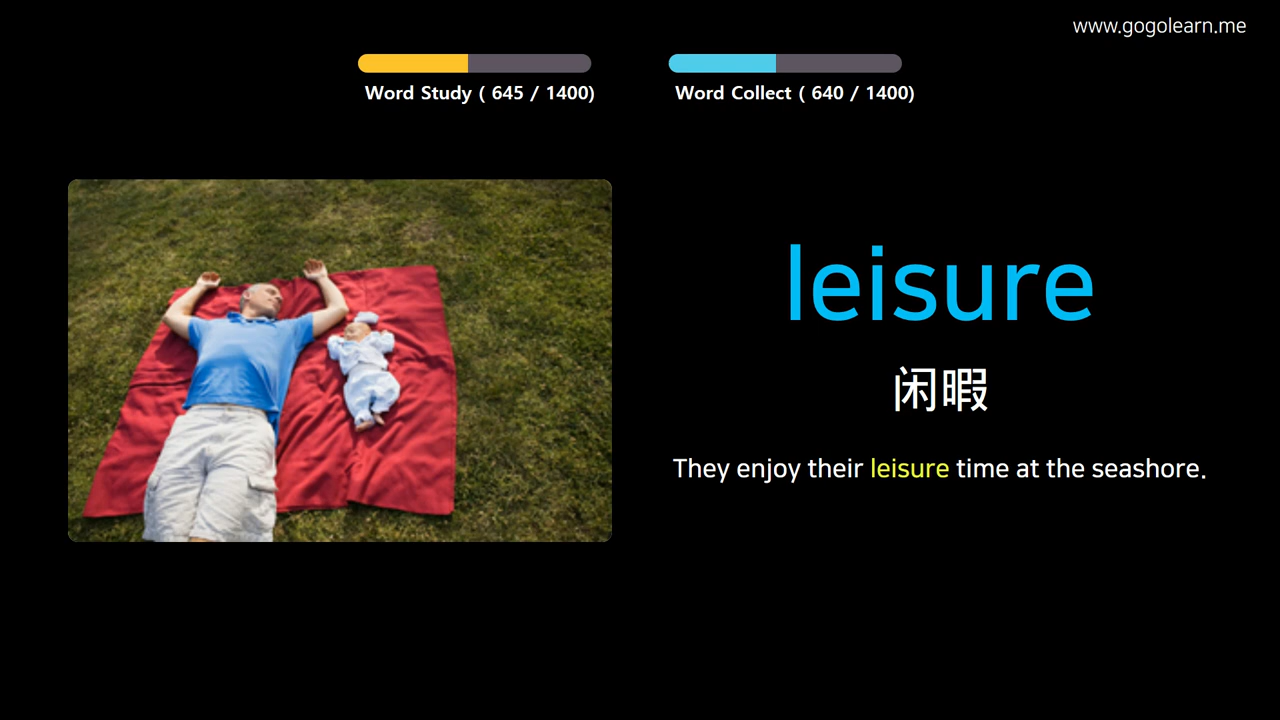 www.gogolearn.me
Word Study ( 645 / 1400)
Word Collect ( 640 / 1400)
leisure
闲暇
They enjoy their leisure time at the seashore.